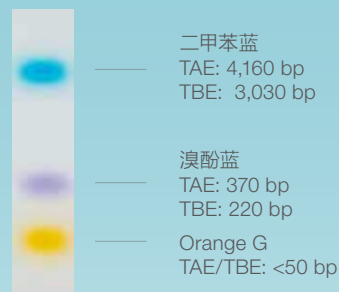 二甲苯蓝
TAE: 4,160 bp
TBE: 3,030 bp
溴酚蓝
TAE: 370 bp
TBE: 220 bp
Orange G
TAE/TBE: <50 bp